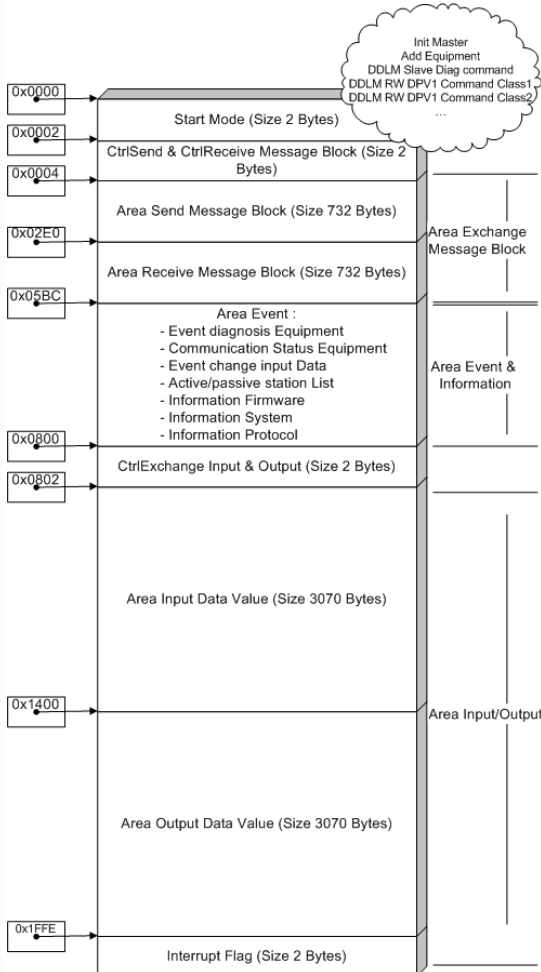 Init Master
Add Equipment
DDLM Slave Diag command
DDLM RW DPV1 Command Class1
DDLM RW DPV1 Command Class2
...
0x0000
Start Mode (Size 2 Bytes)
0x0002
CtrlSend & CtrlReceive Message Block (Size 2
Bytes)
0x0004
Area Send Message Block (Size 732 Bytes)
0x02E0
Area Exchange
Message Block
Area Receive Message Block (Size 732 Bytes)
0x05BC
Area Event :
- Event diagnosis Equipment
- Communication Status Equipment
- Event change input Data
- Active/passive station List
- Information Firmware
- Information System
- Information Protocol
Area Event &
Information
0x0800
CtrlExchange Input & Output (Size 2 Bytes)
0x0802
Area Input Data Value (Size 3070 Bytes)
0x1400
Area Input/Output
Area Output Data Value (Size 3070 Bytes)
0x1FFE
Interrupt Flag (Size 2 Bytes)